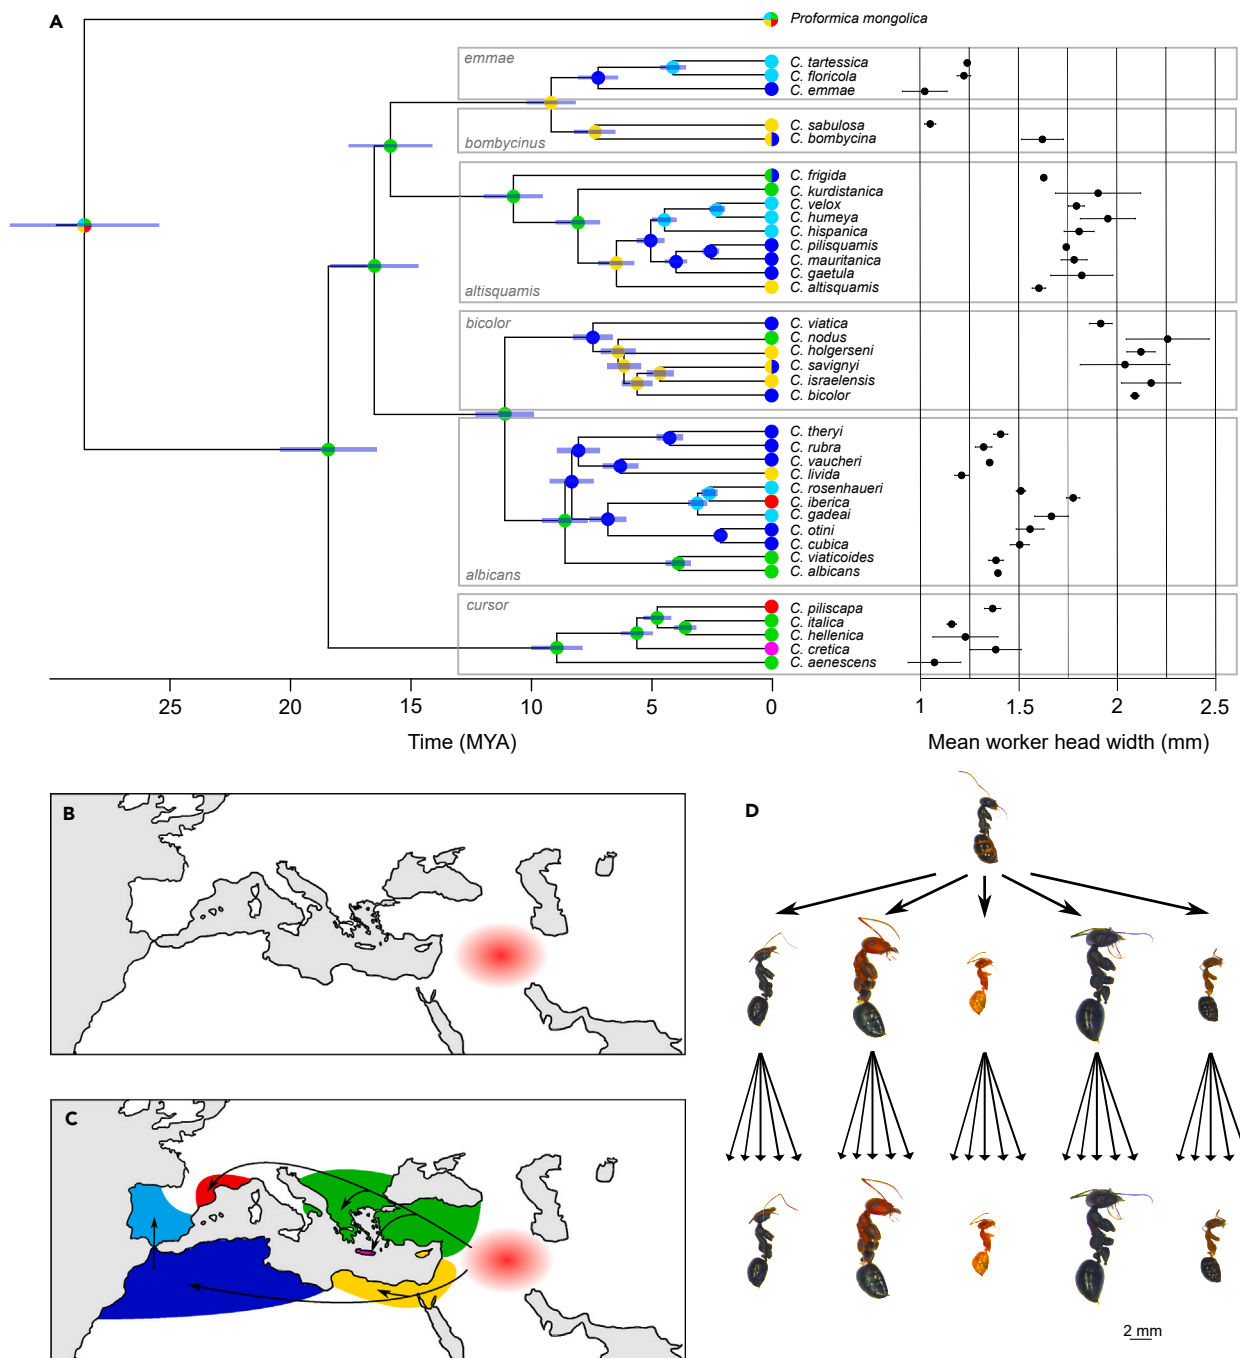 A
Proformica mongolica
emmae
C. tartessica
C. floricola
C. emmae
C. sabulosa
bombycinus
C. bombycina
C. frigida
C. kurdistanica
C. velox
C. humeya
C. hispanica
C. pilisquamis
C. mauritanica
C. gaetula
altisquamis
C. altisquamis
bicolor
C. viatica
C. nodus
C. holgerseni
C. savignyi
C. israelensis
C. bicolor
C. theryi
C. rubra
C. vaucheri
C. livida
C. rosenhaueri
C. iberica
C. gadeai
C. otini
C. cubica
C. viaticoides
albicans
C. albicans
cursor
C. piliscapa
C. italica
C. hellenica
C. cretica
C. aenescens
25 20 15 10 5 0 1 1.5 2 2.5
Time (MYA) Mean worker head width (mm)
B
D
C
2 mm